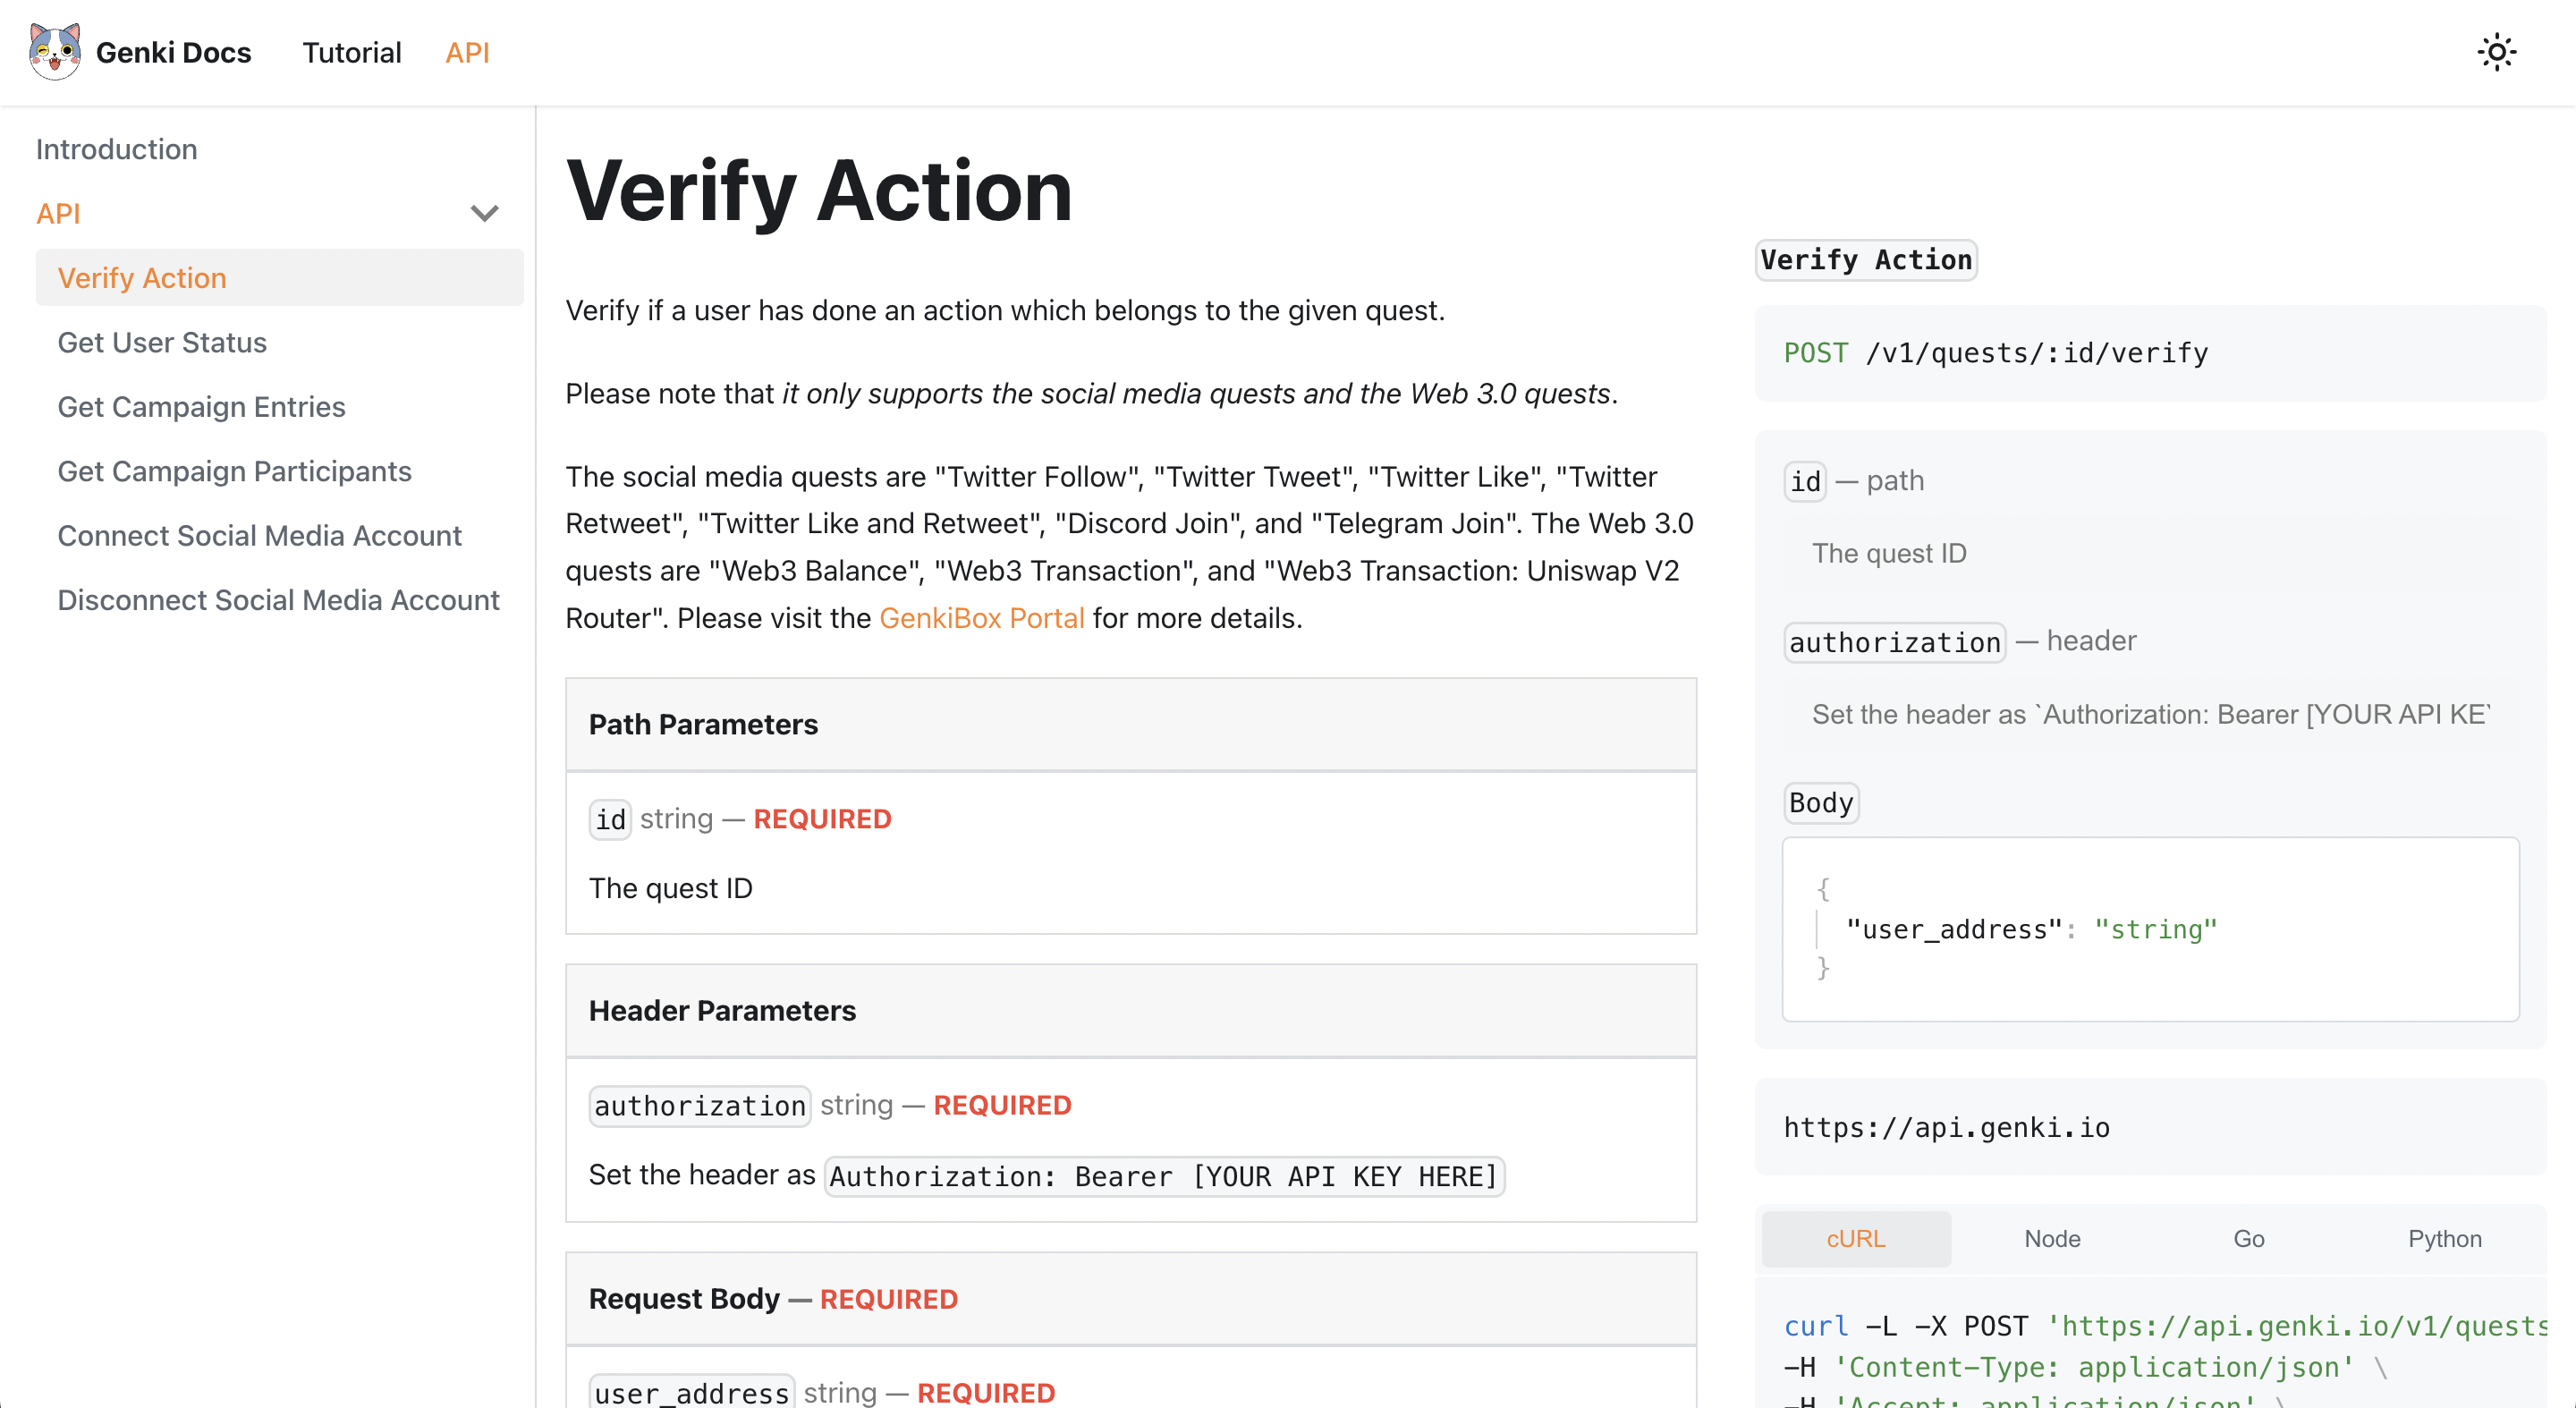 Genki Docs Tutorial API
Introduction
API
Verify Action
Get User Status
Get Campaign Entries
Get Campaign Participants
Connect Social Media Account
Disconnect Social Media Account
Verify Action
Verify if a user has done an action which belongs to the given quest.
Please note that it only supports the social media quests and the Web 3.0 quests.
The social media quests are "Twitter Follow", "Twitter Tweet", "Twitter Like", "Twitter
Retweet", "Twitter Like and Retweet", "Discord Join", and "Telegram Join". The Web 3.0
quests are "Web3 Balance", "Web3 Transaction", and "Web3 Transaction: Uniswap V2
Router". Please visit the GenkiBox Portal for more details.
Path Parameters
id string — REQUIRED
The quest ID
Header Parameters
authorization string — REQUIRED
Set the header as Authorization: Bearer [YOUR API KEY HERE]
Request Body — REQUIRED
user_address string — REQUIRED
Verify Action
POST /v1/quests/:id/verify
id — path
The quest ID
authorization — header
Set the header as `Authorization: Bearer [YOUR API KEY
Body
{
"user_address": "string"
}
https://api.genki.io
cURL Node Go Python
curl -L -X POST 'https://api.genki.io/v1/quests
-H 'Content-Type: application/json' \
-H 'Accept: application/json' \